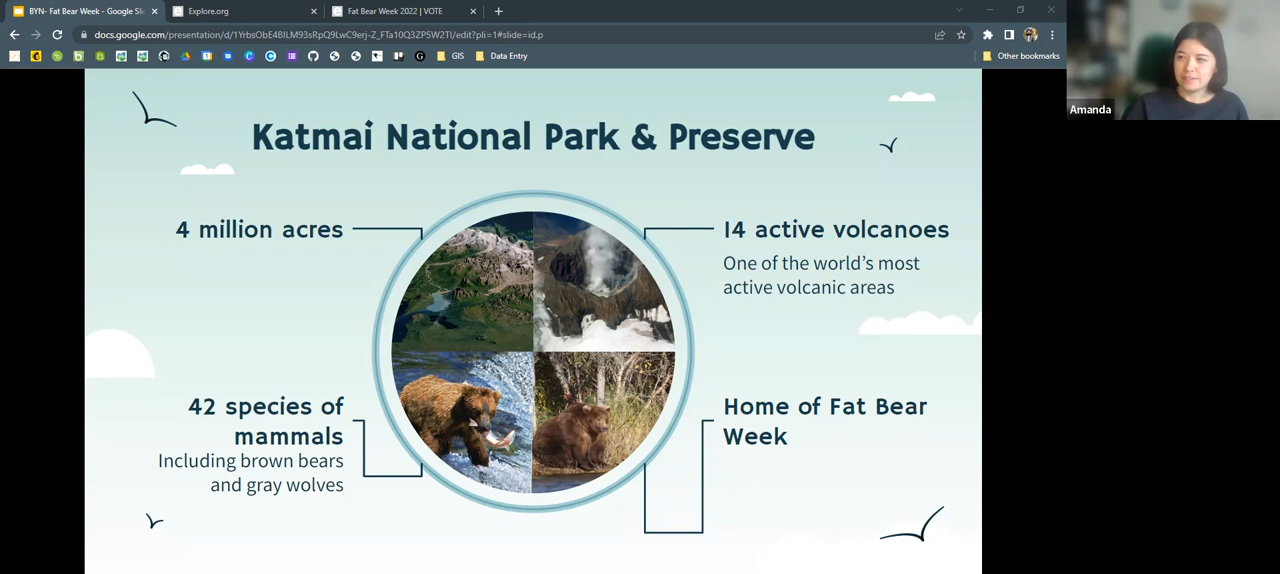 BYN- Fat Bear Week - Google Sli
Explore.org
Fat Bear Week 2022 | VOTE
docs.google.com/presentation/d/1YrbsObE4BILM93sRpQ9LwC9erj-Z_FTa10Q3ZP5W2TI/edit?pli=1#slide=id.p
GIS
Data Entry
Other bookmarks
Amanda
Katmai National Park & Preserve
4 million acres
14 active volcanoes
One of the world's most
active volcanic areas
42 species of
mammals
Including brown bears
and gray wolves
Home of Fat Bear
Week